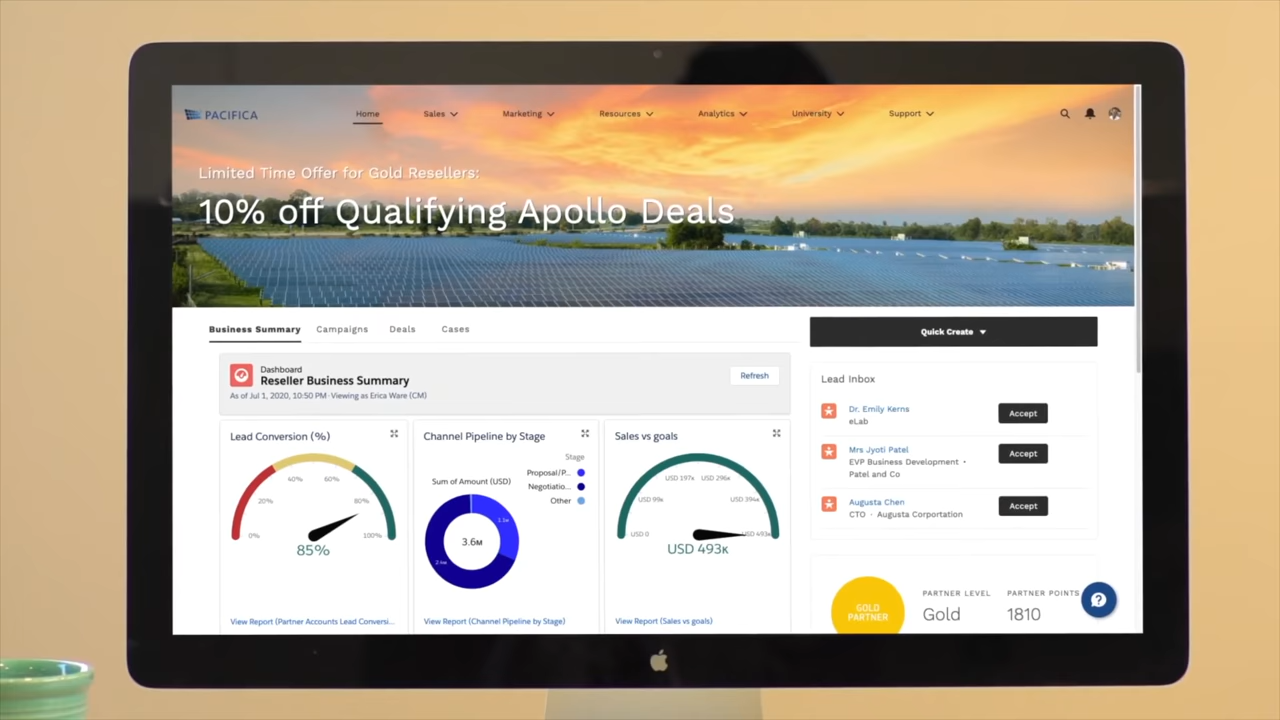 PACIFICA
Home
Sales
Marketing
Resources
Analytics
University
Support
Limited Time Offer for Gold Resellers:
10% off Qualifying Apollo Deals
Business Summary
Campaigns
Deals
Cases
Quick Create
Dashboard
Reseller Business Summary
As of Jul 1, 2020, 10:50 PM·Viewing as Erica Ware (CM)
Refresh
Lead Conversion (%)
0%
20%
40%
60%
80%
100%
85%
View Report (Partner Accounts Lead Conversi...
Channel Pipeline by Stage
Stage
Proposal/P...
Negotiatio...
Other
Sum of Amount (USD)
3.6M
View Report (Channel Pipeline by Stage)
Sales vs goals
USD 0
USD 99K
USD 197K
USD 296K
USD 394K
USD 493K
USD 493K
View Report (Sales vs goals)
Lead Inbox
Dr. Emily Kerns
eLab
Accept
Mrs Jyoti Patel
EVP Business Development ·
Patel and Co
Accept
Augusta Chen
CTO · Augusta Corportation
Accept
GOLD
PARTNER
PARTNER LEVEL
Gold
PARTNER POINTS
1810